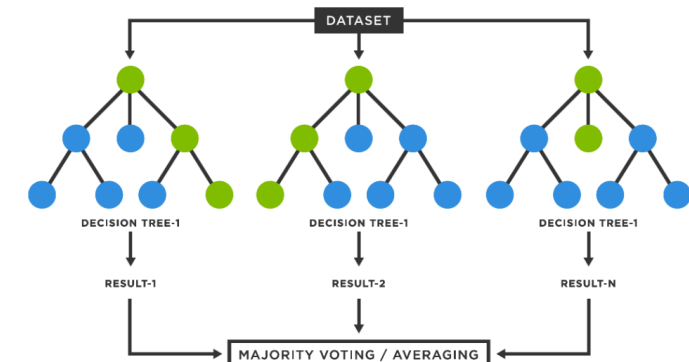 DATASET
DECISION TREE-1
DECISION TREE-1
DECISION TREE-1
RESULT-1
RESULT-2
RESULT-N
MAJORITY VOTING / AVERAGING